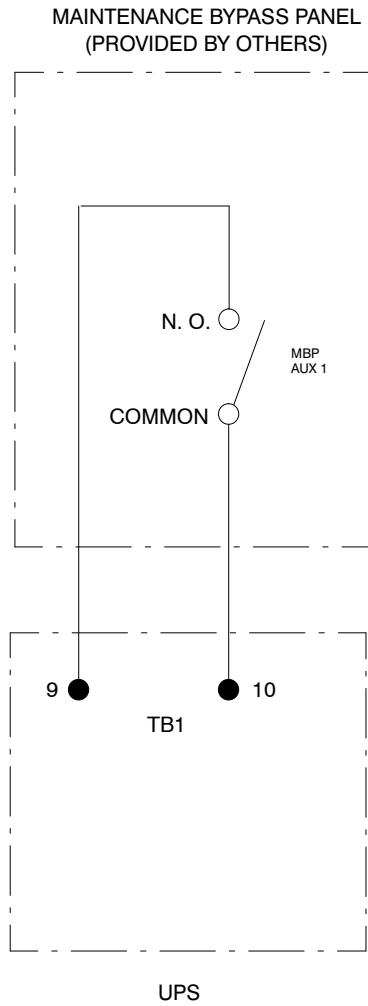 MAINTENANCE BYPASS PANEL
(PROVIDED BY OTHERS)
N. O.
MBP
AUX 1
COMMON
9
10
TB1
UPS